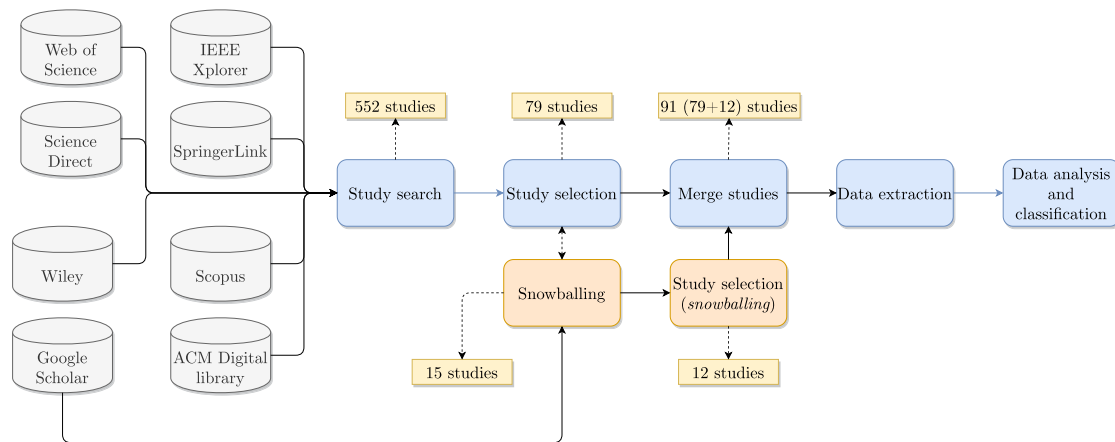 Web of
Science
IEEE
Xplorer
Science
Direct
SpringerLink
Wiley
Scopus
Google
Scholar
ACM Digital
library
552 studies
79 studies
91 (79+12) studies
Study search
Study selection
Merge studies
Data extraction
Data analysis
and
classification
Snowballing
Study selection
(snowballing)
15 studies
12 studies